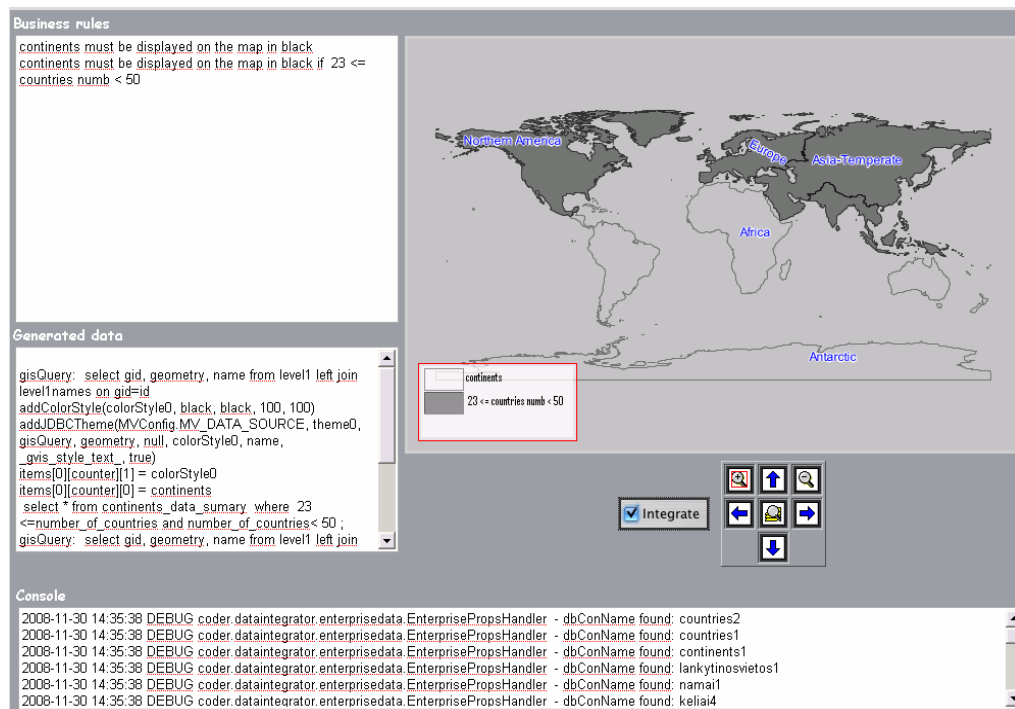 Business rules
continents must be displayed on the map in black
continents must be displayed on the map in black if 23 <=
countries numb < 50
Northern America
Europe
Asia-Temperate
Africa
Antarctic
continents
23 <= countries numb < 50
Generated data
gisQuery: select gid, geometry, name from level1 left join
level1names on gid=id
addColorStyle(colorStyle0, black, black, 100, 100)
addJDBCTheme(MVConfig.MV_DATA_SOURCE, theme0,
gisQuery, geometry, null, colorStyle0, name,
_gvis_style_text_, true)
items[0][counter][1] = colorStyle0
items[0][counter][0] = continents
select * from continents_data_sumary where 23
<=number_of_countries and number_of_countries< 50 ;
gisQuery: select gid, geometry, name from level1 left join
Integrate
Console
2008-11-30 14:35:38 DEBUG coder.dataintegrator.enterprisedata.EnterprisePropsHandler - dbConName found: countries2
2008-11-30 14:35:38 DEBUG coder.dataintegrator.enterprisedata.EnterprisePropsHandler - dbConName found: countries1
2008-11-30 14:35:38 DEBUG coder.dataintegrator.enterprisedata.EnterprisePropsHandler - dbConName found: continents1
2008-11-30 14:35:38 DEBUG coder.dataintegrator.enterprisedata.EnterprisePropsHandler - dbConName found: lankytinosvietos1
2008-11-30 14:35:38 DEBUG coder.dataintegrator.enterprisedata.EnterprisePropsHandler - dbConName found: namai1
2008-11-30 14:35:38 DEBUG coder.dataintegrator.enterprisedata.EnterprisePropsHandler - dbConName found: keliai4